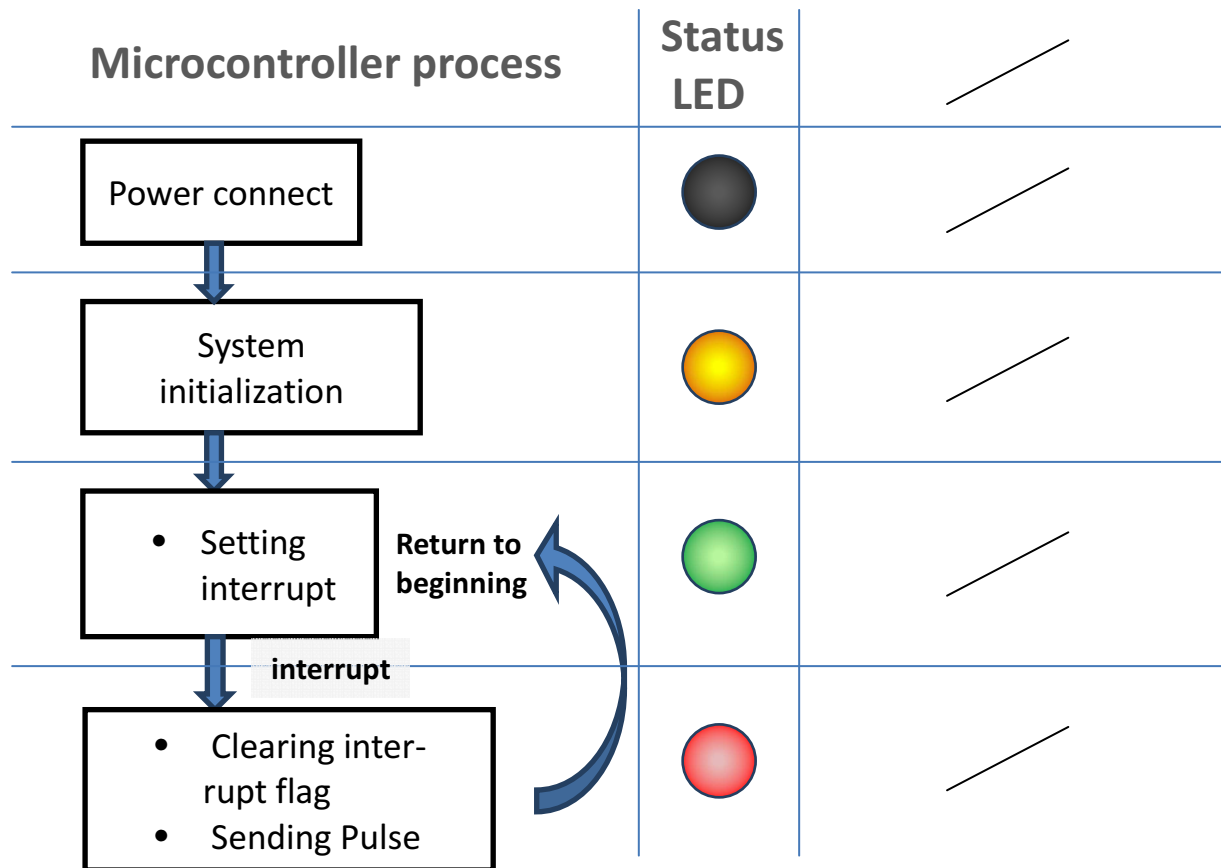 Microcontroller process
Status
LED
Power connect
System
initialization
• Setting
interrupt
Return to
beginning
interrupt
• Clearing inter-
rupt flag
• Sending Pulse